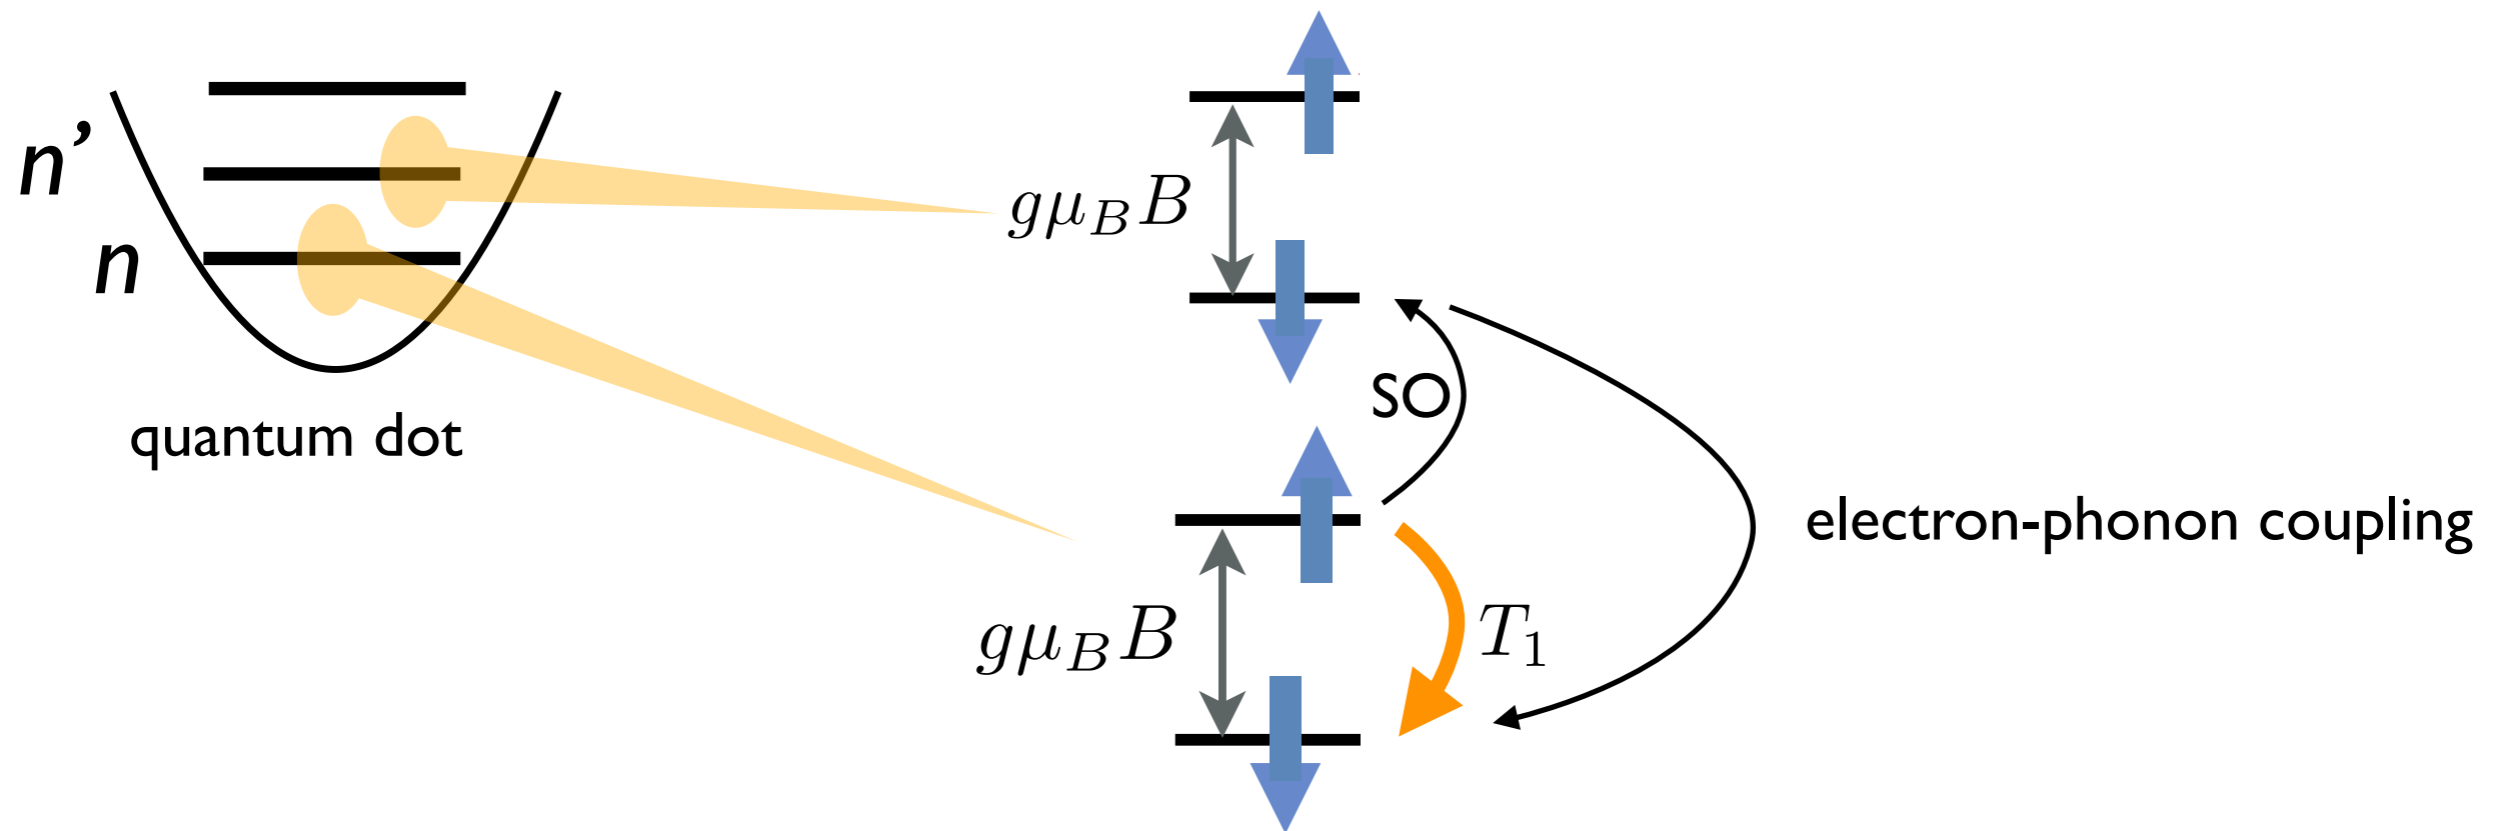 n’
n
quantum dot
gμ_B B
SO
gμ_B B
T_1
electron-phonon coupling